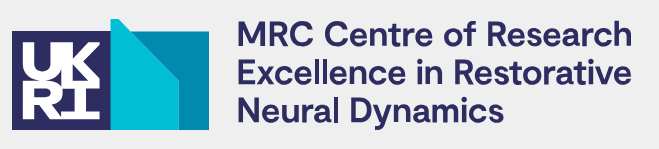 UK
RI
MRC Centre of Research
Excellence in Restorative
Neural Dynamics